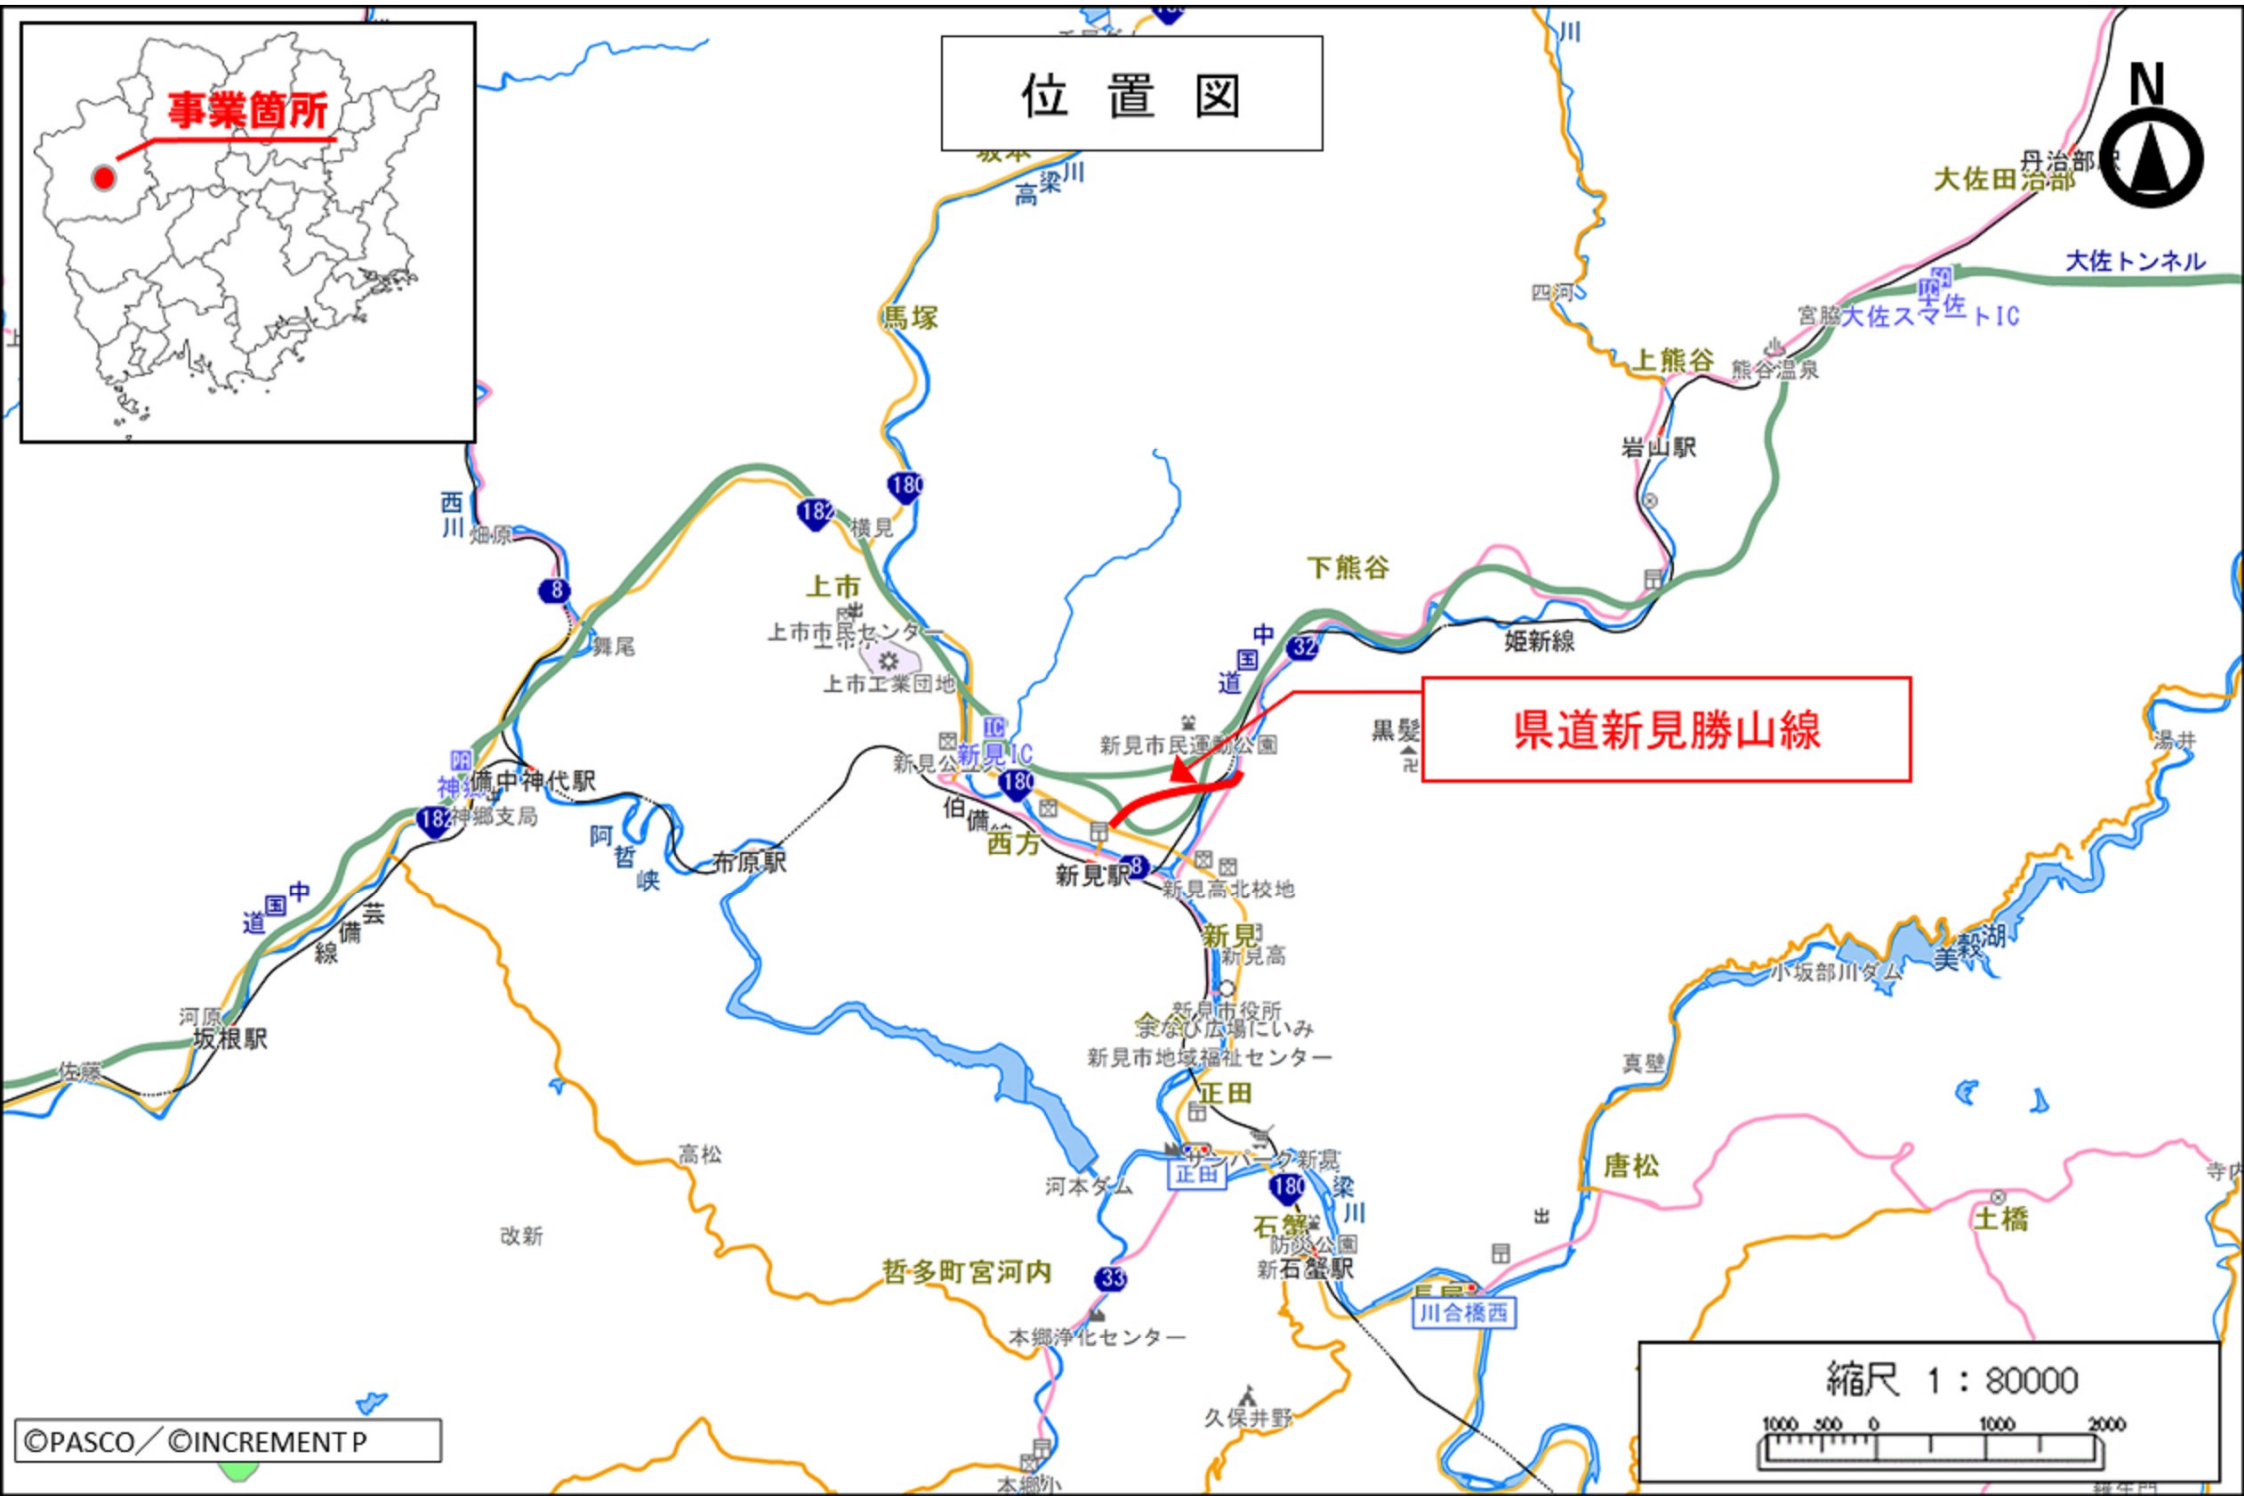 位置図
事業箇所
N
高梁川
川
丹治部駅
大佐田治部
大佐トンネル
SA
IC
大佐
大佐スマートIC
宮脇
四河
馬塚
上熊谷
熊谷温泉
岩山駅
180
182
横見
西川
畑原
8
上市
上市市民センター
上市工業団地
舞尾
下熊谷
中国道
32
姫新線
県道新見勝山線
黒髪
新見市民運動公園
IC
新見IC
180
湯井
PA
備中神代駅
182
神郷支局
伯備線
西方
阿哲峡
布原駅
新見駅
8
新見高北校地
中国道
芸備線
新見
新見高
新見市役所
まなび広場にいみ
新見市地域福祉センター
美穀湖
小坂部川ダム
河原
坂根駅
佐藤
真壁
正田
高松
サンパーク新見
正田
河本ダム
180
梁川
唐松
寺内
土橋
改新
石蟹
防災公園
石蟹駅
哲多町宮河内
33
川合橋西
本郷浄化センター
久保井野
縮尺 1：80000
1000 500 0 1000 2000
©PASCO／©INCREMENT P
本郷小